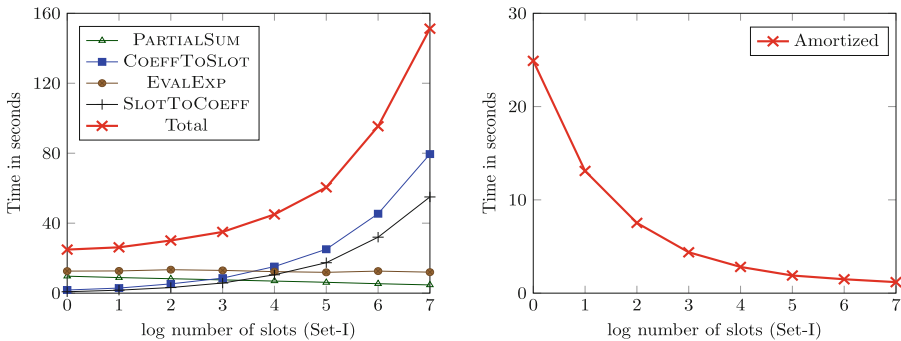 160
120
80
40
0
Time in seconds
PARTIALSUM
COEFFTOSLOT
EVALEXP
SLOTTOCOEFF
Total
0 1 2 3 4 5 6 7
log number of slots (Set-I)
30
20
10
0
Time in seconds
Amortized
0 1 2 3 4 5 6 7
log number of slots (Set-I)